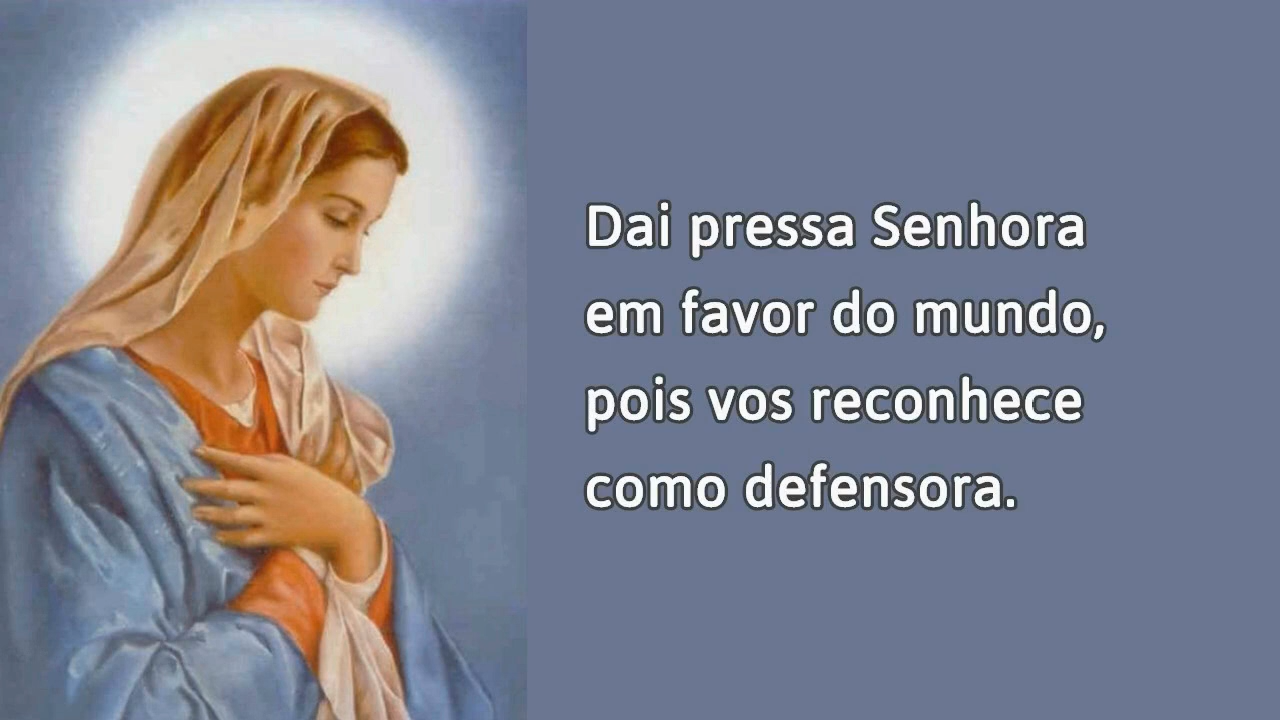 Dai pressa Senhora
em favor do mundo,
pois vos reconhece
como defensora.